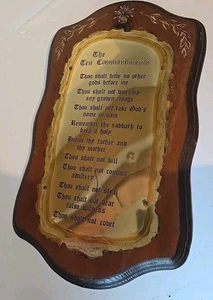 The
Ten Commandments
Thou shalt have no other
gods before me
Thou shalt not worship
any graven image
Thou shalt not take God's
name in vain
Remember the sabbath to
keep it holy
Honor thy father and
thy mother
Thou shalt not kill
Thou shalt not commit
adultery
Thou shalt not steal
Thou shalt not bear
false witness
Thou shalt not covet